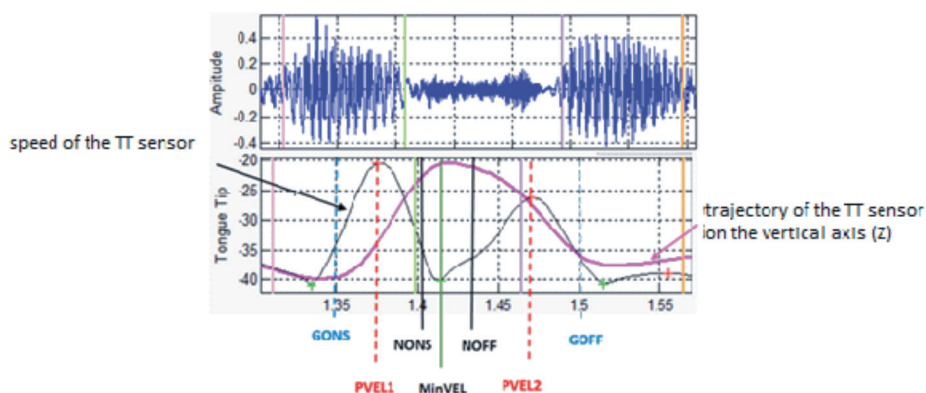 0.4
0.2
0
-0.2
-0.4
Amplitude
speed of the TT sensor
-20
-25
-30
-35
-40
Tongue Tip
trajectory of the TT sensor
on the vertical axis (Z)
1.35
1.4
1.45
1.5
1.55
GONS
NONS
NOFF
GOFF
PVEL1
MinVEL
PVEL2